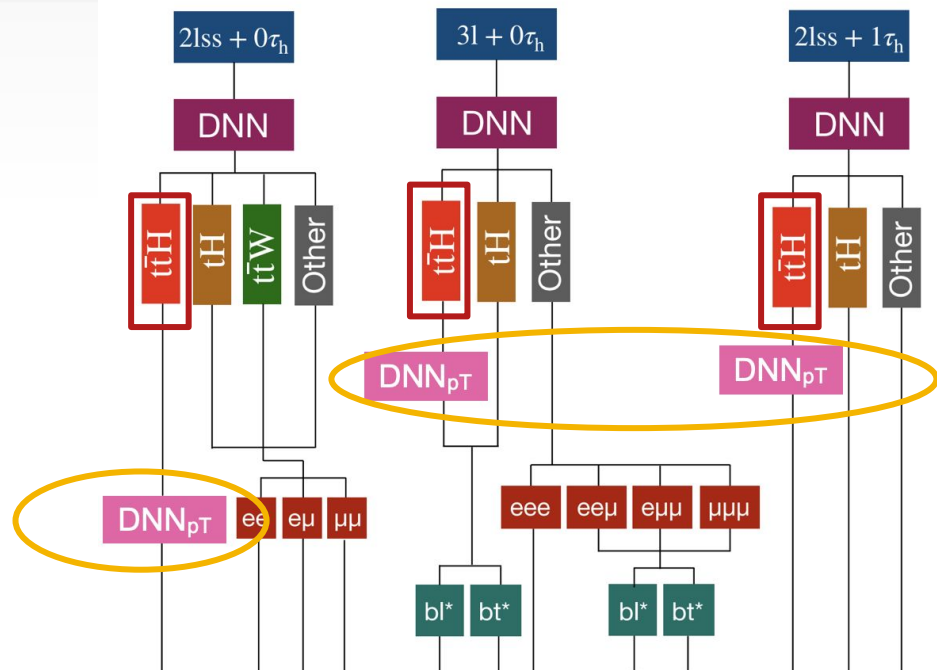 2lss + 0τₕ
3l + 0τₕ
2lss + 1τₕ
DNN
DNN
DNN
tt̄H
tH
tt̄W
Other
tt̄H
tH
Other
tt̄H
tH
Other
DNNpT
DNNpT
DNNpT
ee
eμ
μμ
eee
eeμ
eμμ
μμμ
bl*
bt*
bl*
bt*